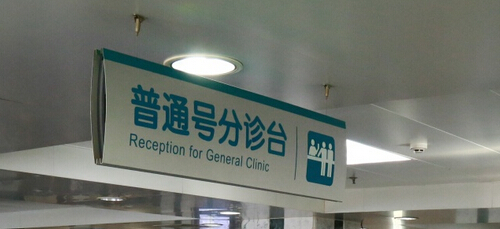 普通号分诊台
Reception for General Clinic